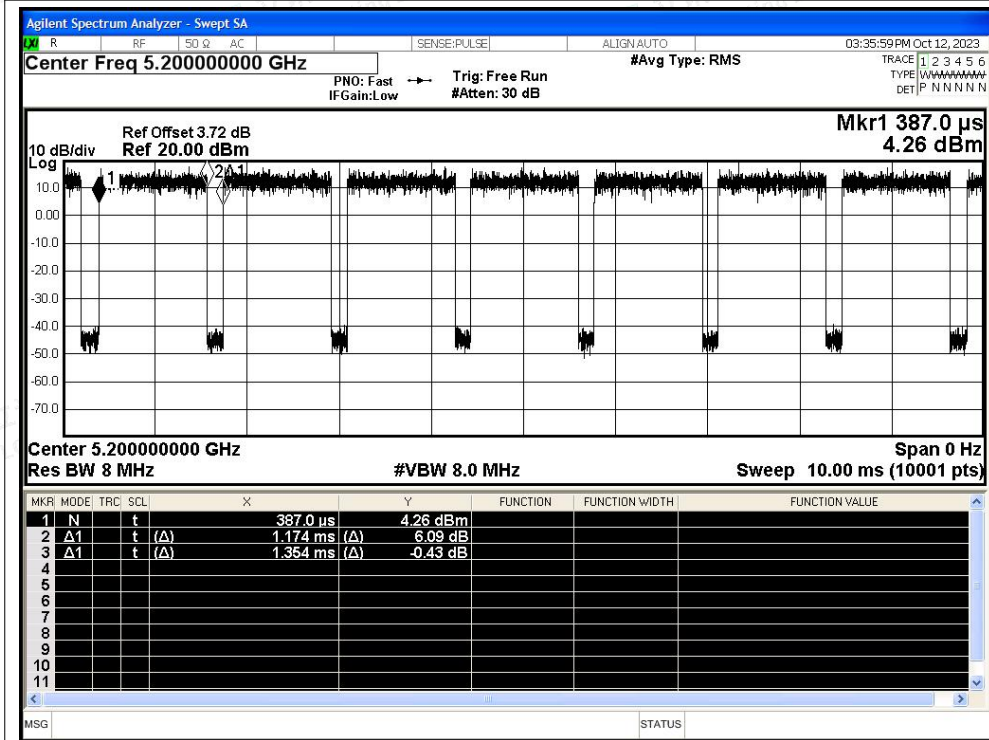 Agilent Spectrum Analyzer - Swept SA
LXI R RF 50 Ω AC SENSE:PULSE ALIGN AUTO 03:35:59 PM Oct 12, 2023
Center Freq 5.200000000 GHz #Avg Type: RMS TRACE 1 2 3 4 5 6
PNO: Fast Trig: Free Run TYPE W
IFGain:Low #Atten: 30 dB DET P N N N N N
Mkr1 387.0 µs
Ref Offset 3.72 dB
10 dB/div Ref 20.00 dBm 4.26 dBm
Log
1 2Δ1
10.0
0.00
-10.0
-20.0
-30.0
-40.0
-50.0
-60.0
-70.0
Center 5.200000000 GHz Span 0 Hz
Res BW 8 MHz #VBW 8.0 MHz Sweep 10.00 ms (10001 pts)
MKR MODE TRC SCL X Y FUNCTION FUNCTION WIDTH FUNCTION VALUE
1 N t 387.0 µs 4.26 dBm
2 Δ1 t (Δ) 1.174 ms (Δ) 6.09 dB
3 Δ1 t (Δ) 1.354 ms (Δ) -0.43 dB
4
5
6
7
8
9
10
11
MSG STATUS